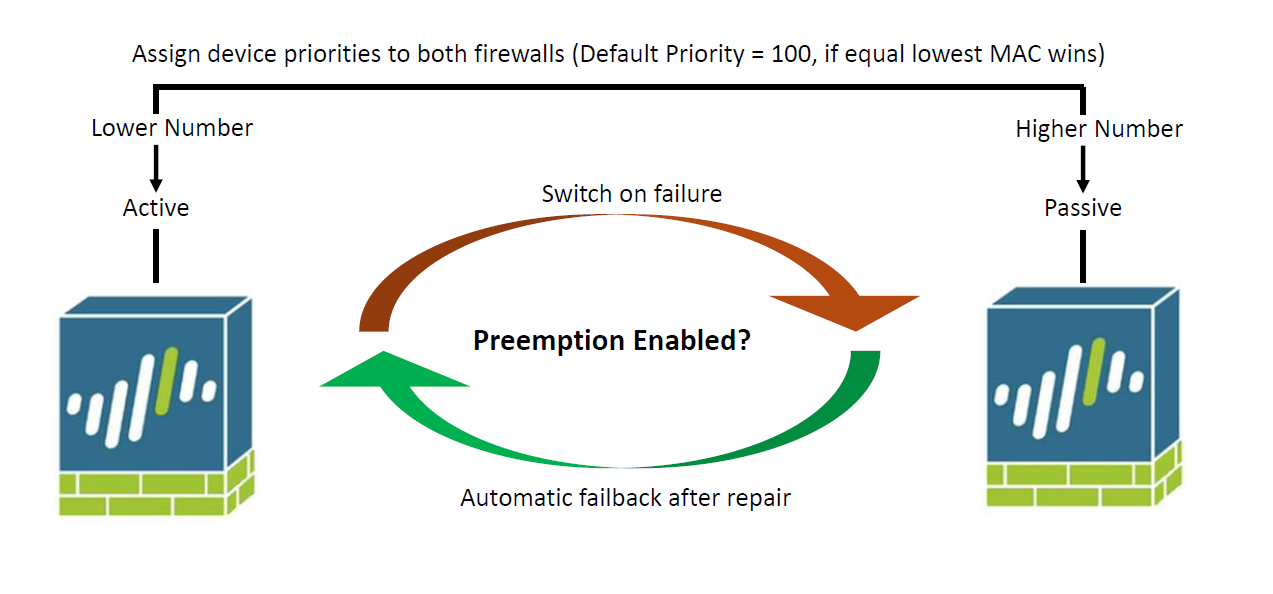 Assign device priorities to both firewalls (Default Priority = 100, if equal lowest MAC wins)
Lower Number
Higher Number
Switch on failure
Active
Passive
Preemption Enabled?
Automatic failback after repair